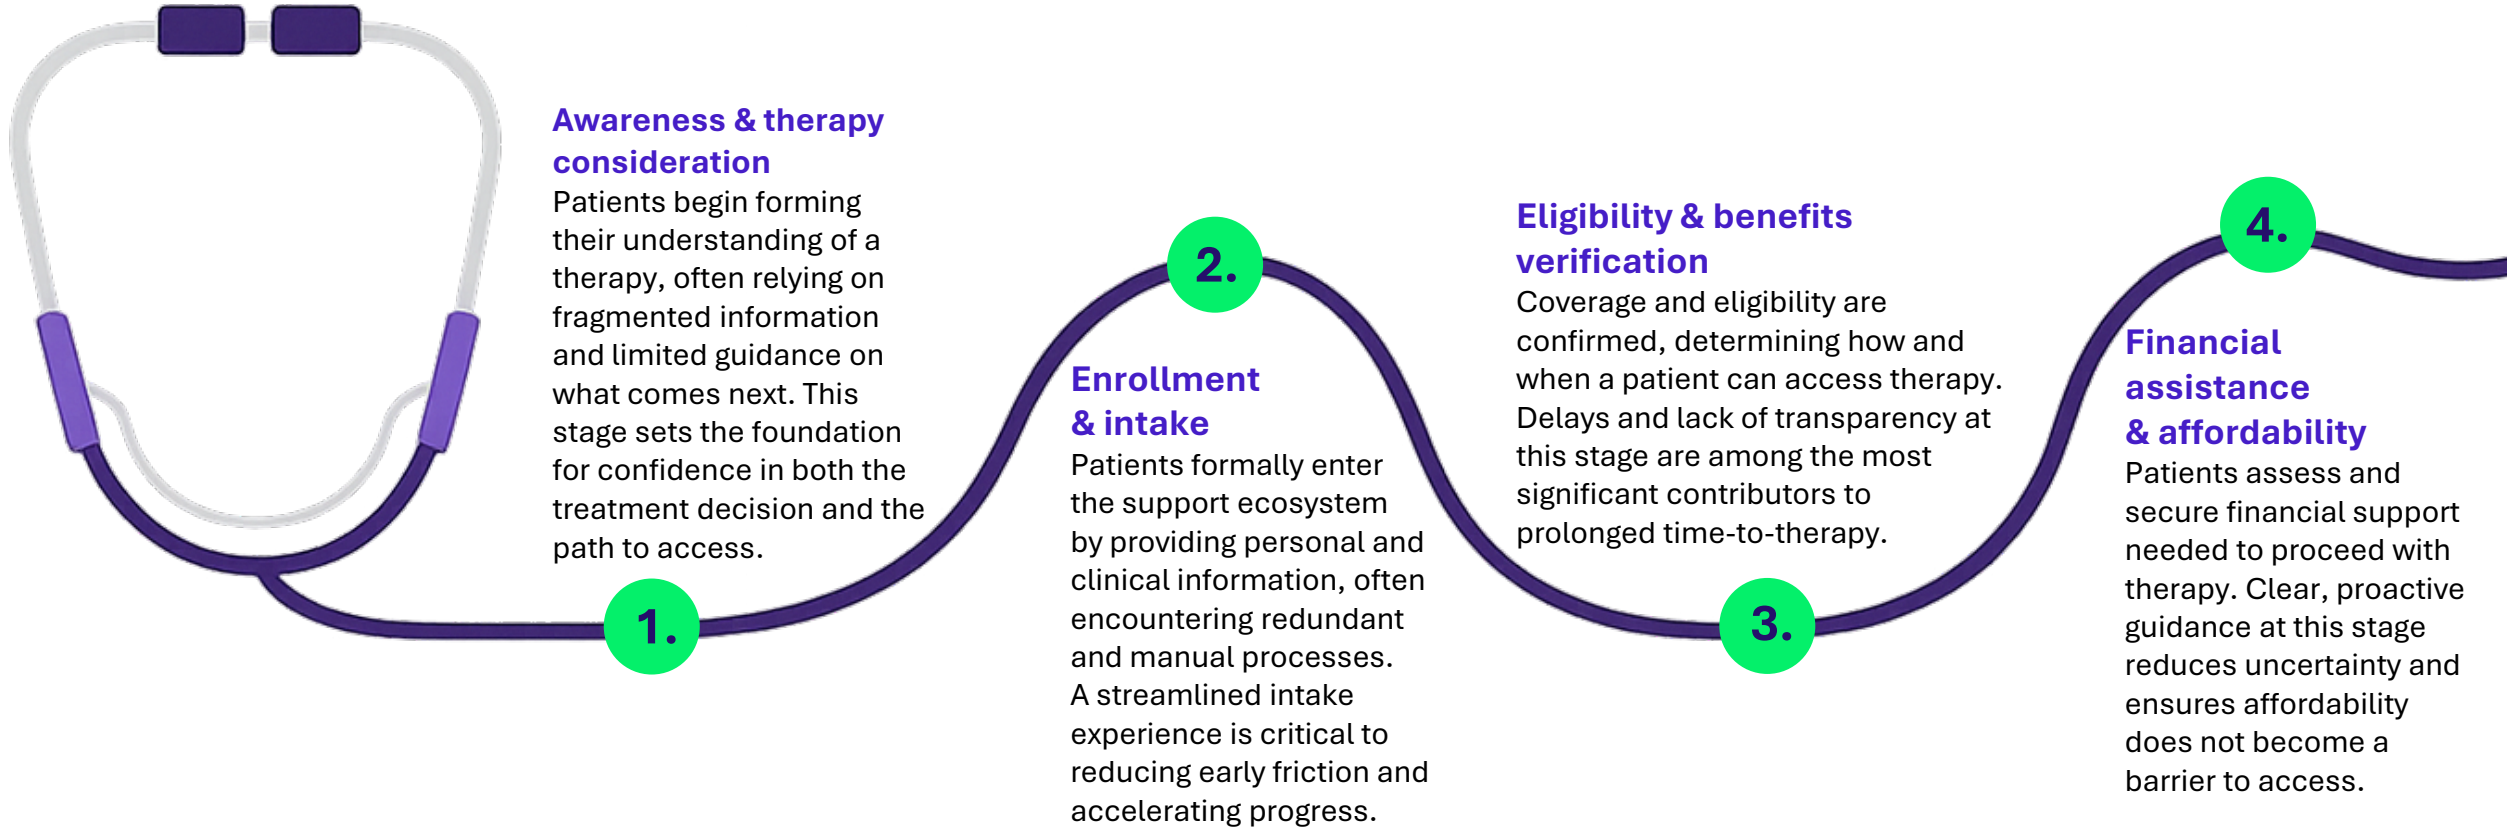 Awareness & therapy
consideration
Patients begin forming
their understanding of a
therapy, often relying on
fragmented information
and limited guidance on
what comes next. This
stage sets the foundation
for confidence in both the
treatment decision and the
path to access.
1.
2.
Enrollment
& intake
Patients formally enter
the support ecosystem
by providing personal and
clinical information, often
encountering redundant
and manual processes.
A streamlined intake
experience is critical to
reducing early friction and
accelerating progress.
Eligibility & benefits
verification
Coverage and eligibility are
confirmed, determining how and
when a patient can access therapy.
Delays and lack of transparency at
this stage are among the most
significant contributors to
prolonged time-to-therapy.
3.
4.
Financial
assistance
& affordability
Patients assess and
secure financial support
needed to proceed with
therapy. Clear, proactive
guidance at this stage
reduces uncertainty and
ensures affordability
does not become a
barrier to access.